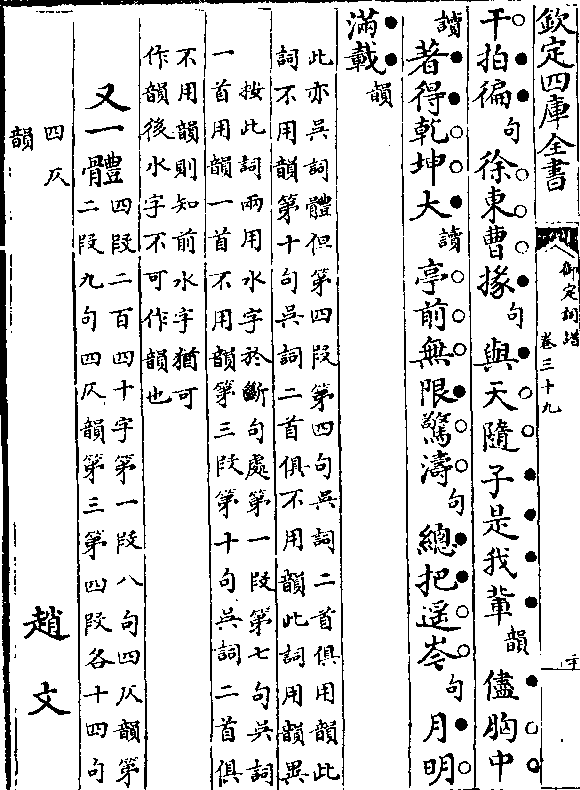 欽定四庫全書
御定詞譜
卷三十九
干拍徧句徐東曹掾句與天隨子是我輩韻儘胸中
讀著得乾坤大讀亭前無限驚濤句總把遥岑句月明
滿載韻
此亦吳詞體但第四段第四句吳詞二首俱用韻此
詞不用韻第十句吳詞二首俱不用韻此詞用韻異
按此詞兩用水字於斷句處第一段第七句吳詞
一首用韻一首不用韻第三段第十句吳詞二首俱
不用韻則知前水字猶可
作韻後水字不可作韻也
又一體
四段二百四十字第一段八句四仄韻第
二段九句四仄韻第三第四段各十四句
四仄
韻
趙文